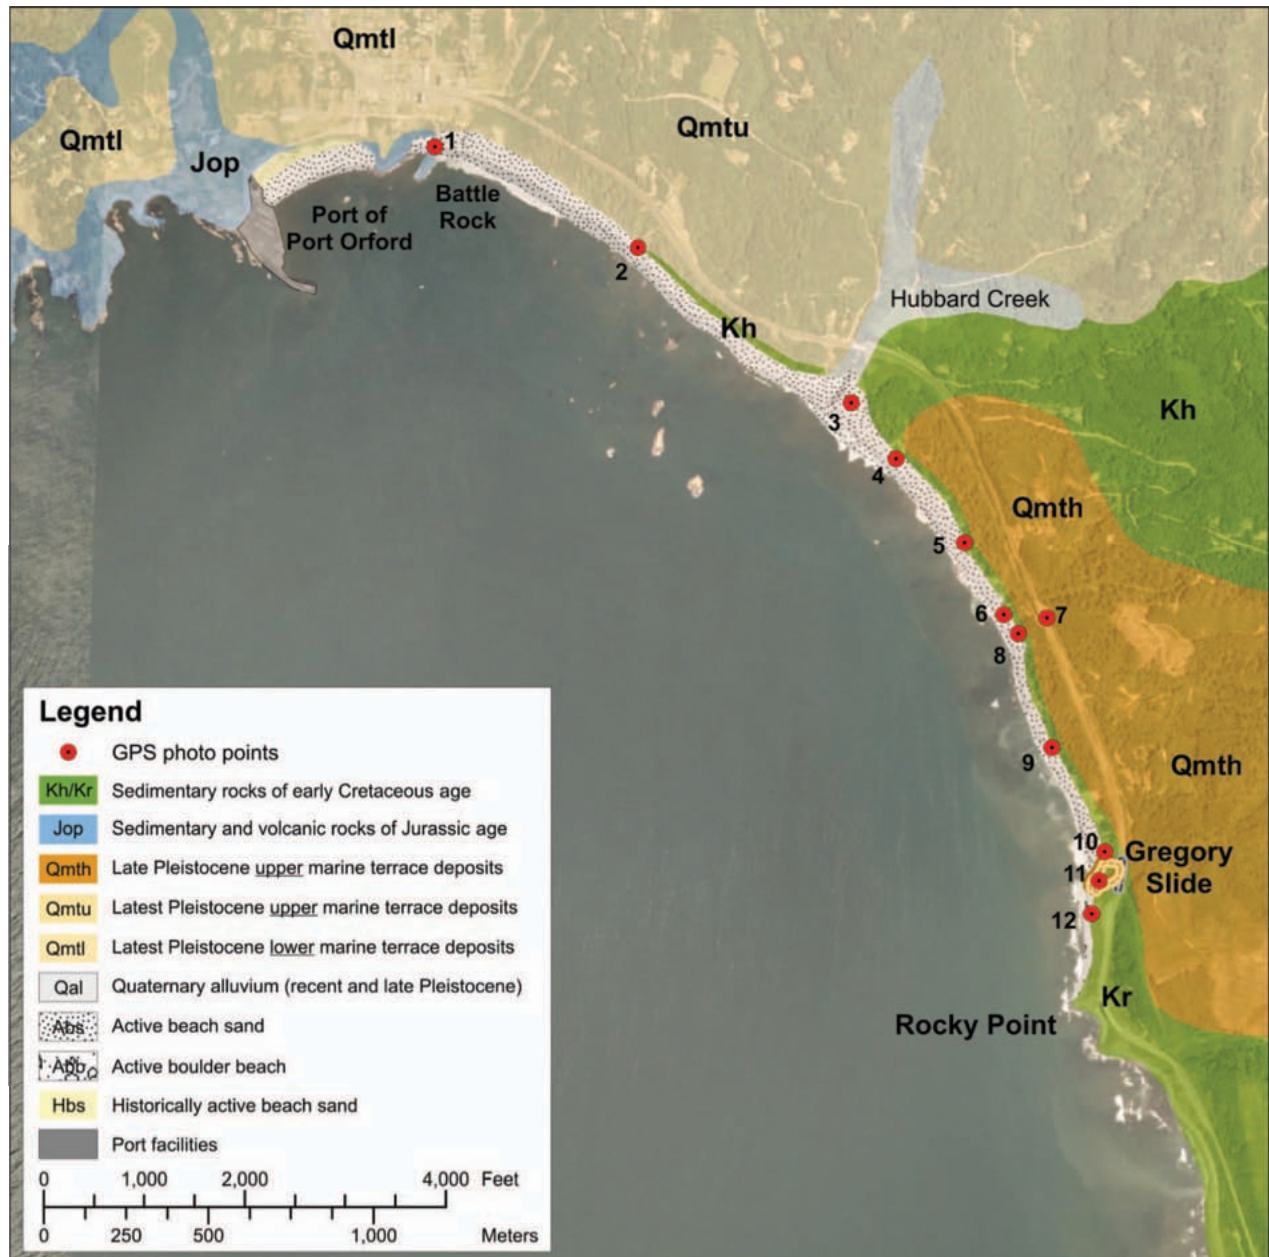 Qmtl
Qmtl
Qmtu
Jop
1
Battle
Rock
Port of
Port Orford
2
Hubbard Creek
Kh
3
Kh
4
Qmth
5
6
7
8
9
Qmth
10
Gregory
Slide
11
12
Kr
Rocky Point
Legend
GPS photo points
Kh/Kr Sedimentary rocks of early Cretaceous age
Jop Sedimentary and volcanic rocks of Jurassic age
Qmth Late Pleistocene upper marine terrace deposits
Qmtu Latest Pleistocene upper marine terrace deposits
Qmtl Latest Pleistocene lower marine terrace deposits
Qal Quaternary alluvium (recent and late Pleistocene)
Abs Active beach sand
Abb Active boulder beach
Hbs Historically active beach sand
Port facilities
0 1,000 2,000 4,000 Feet
0 250 500 1,000 Meters